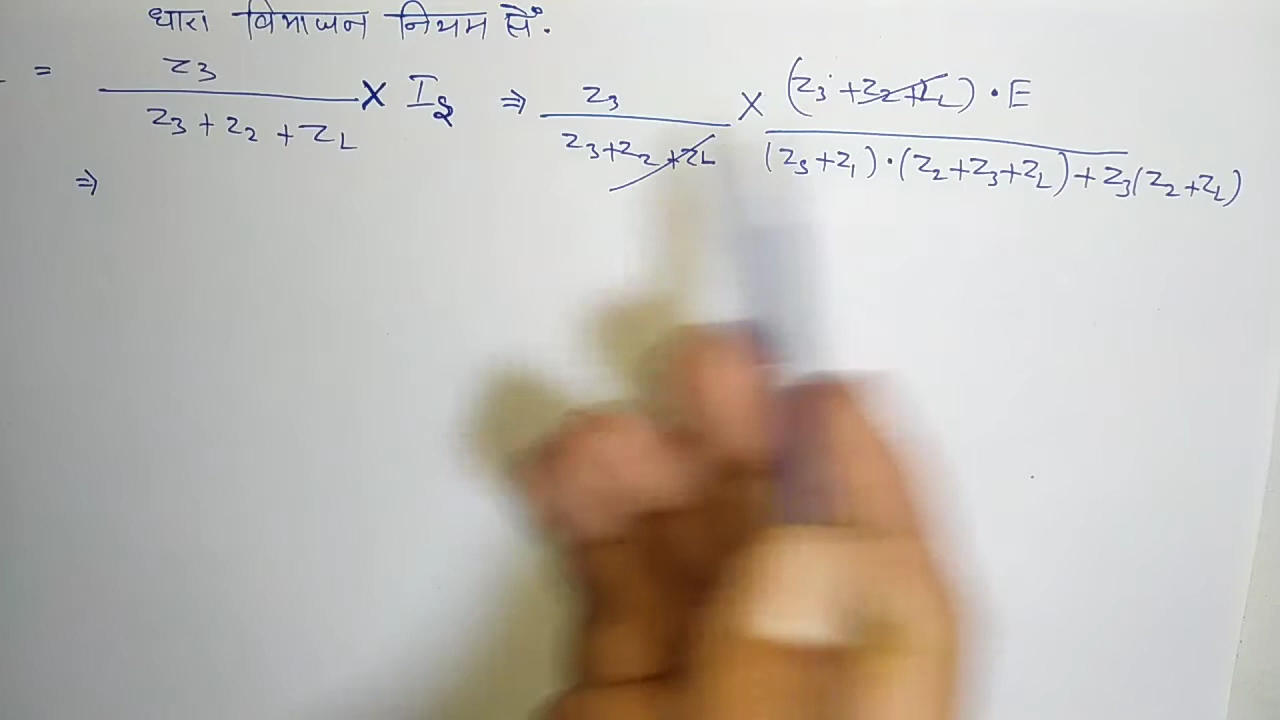 धारा विभाजन नियम से.
= Z3 / (Z3 + Z2 + ZL) × IS ⇒ Z3 / (Z3+Z2+ZL) × (Z3+Z2+ZL)·E / (Z3+Z1)·(Z2+Z3+ZL)+Z3(Z2+ZL)
⇒